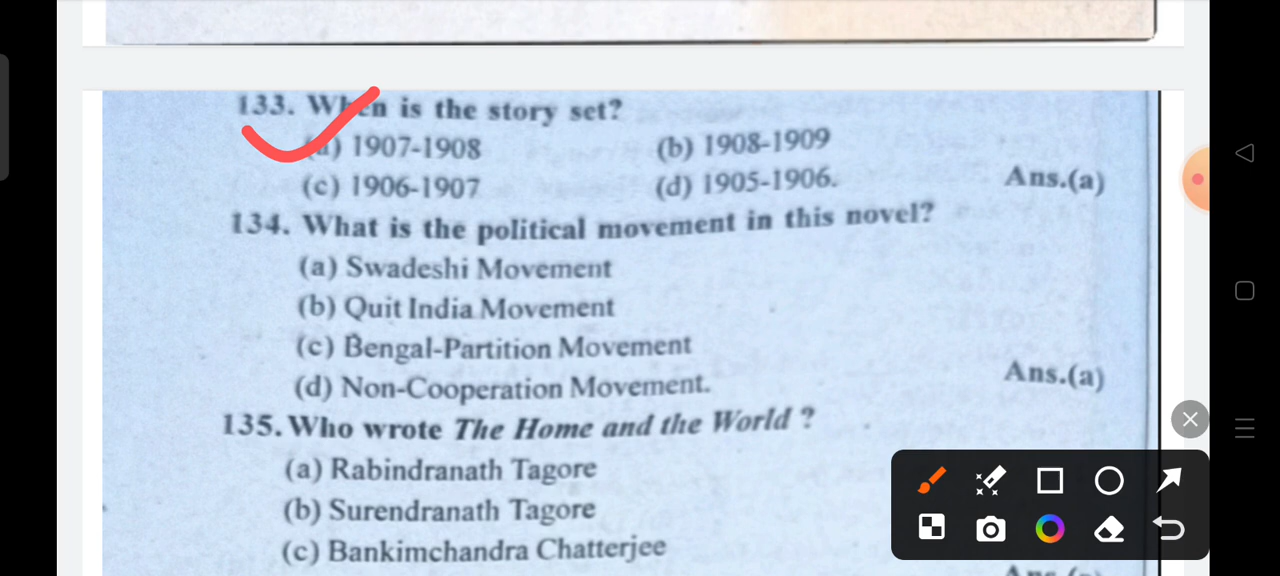 133. When is the story set?
(a) 1907-1908 (b) 1908-1909
(c) 1906-1907 (d) 1905-1906. Ans.(a)
134. What is the political movement in this novel?
(a) Swadeshi Movement
(b) Quit India Movement
(c) Bengal-Partition Movement
(d) Non-Cooperation Movement. Ans.(a)
135. Who wrote The Home and the World ?
(a) Rabindranath Tagore
(b) Surendranath Tagore
(c) Bankimchandra Chatterjee